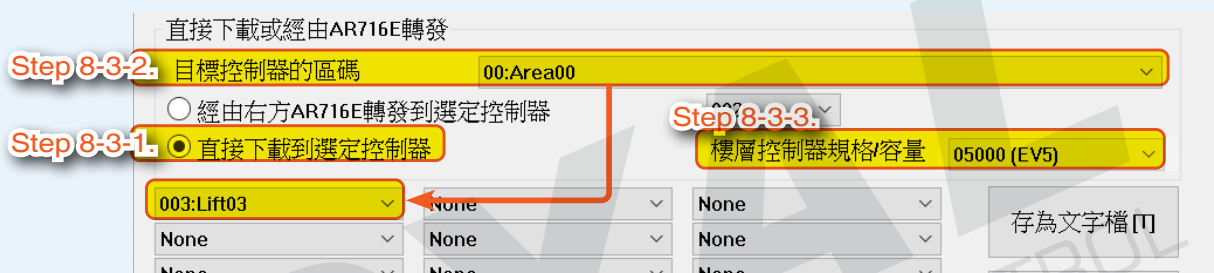 直接下載或經由AR716E轉發
Step 8-3-2. 目標控制器的區碼 00:Area00
經由右方AR716E轉發到選定控制器
Step 8-3-3.
Step 8-3-1. 直接下載到選定控制器 樓層控制器規格/容量 05000 (EV5)
003:Lift03 None None
存為文字檔[T]
None None None
None None None